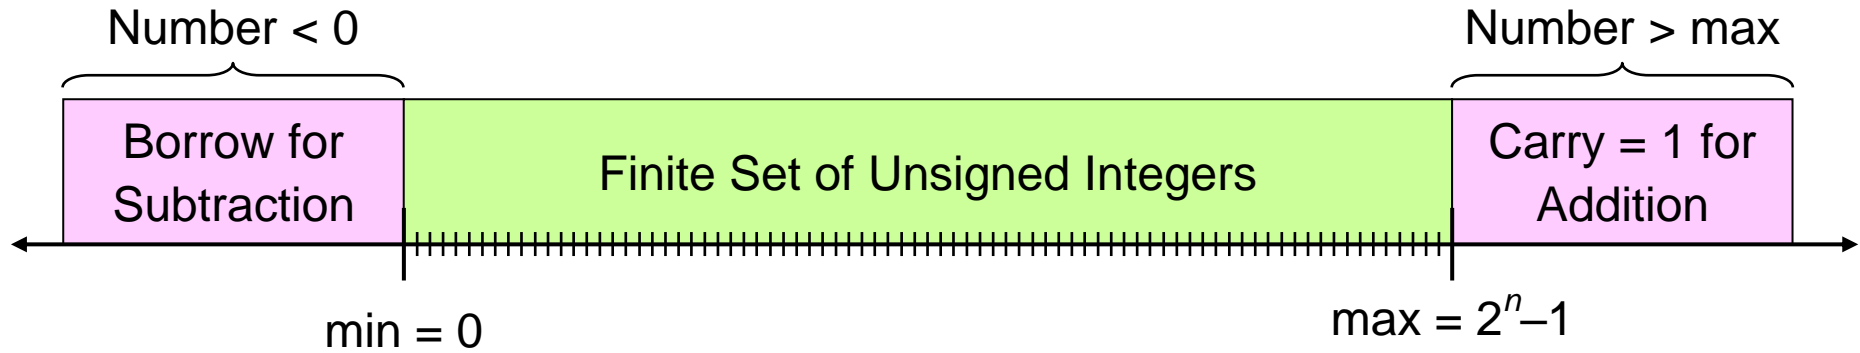 Number < 0
Number > max
Borrow for
Subtraction
Finite Set of Unsigned Integers
Carry = 1 for
Addition
min = 0
max = 2ⁿ–1